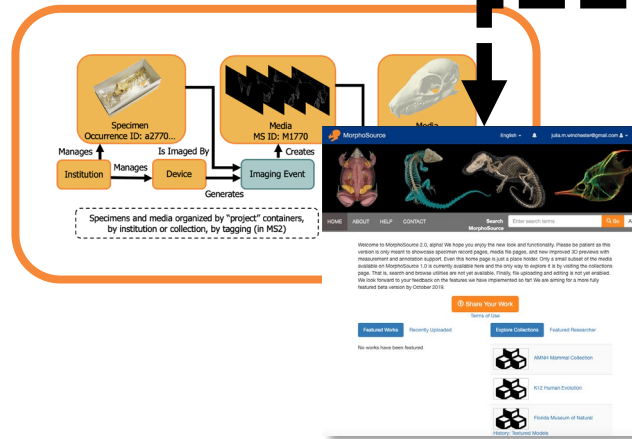 Specimen
Occurrence ID: a2770...
Media
MS ID: M1770
Media
Manages
Is Imaged By
Creates
Institution
Manages
Device
Imaging Event
Generates
Specimens and media organized by "project" containers,
by institution or collection, by tagging (in MS2)
MorphoSource
English
julia.m.winchester@gmail.com
HOME
ABOUT
HELP
CONTACT
Search
MorphoSource
Enter search terms
Go
A
Welcome to MorphoSource 2.0, alpha! We hope you enjoy the new look and functionality. Please be patient as this
version is only meant to showcase specimen record pages, media file pages, and new improved 3D previews with
measurement and annotation support. Even this home page is just a place holder. Only a small subset of the media
available on MorphoSource 1.0 is currently available here and the only way to explore it is by visiting the collections
page. That is, search and browse utilities are not yet available. Finally, file uploading and editing is not yet enabled.
We look forward to your feedback on the features we have implemented so far! We are aiming for a more fully
featured beta version by October 2019.
Share Your Work
Terms of Use
Featured Works
Recently Uploaded
Explore Collections
Featured Researcher
No works have been featured
AMNH Mammal Collection
K12 Human Evolution
Florida Museum of Natural
History: Textured Models